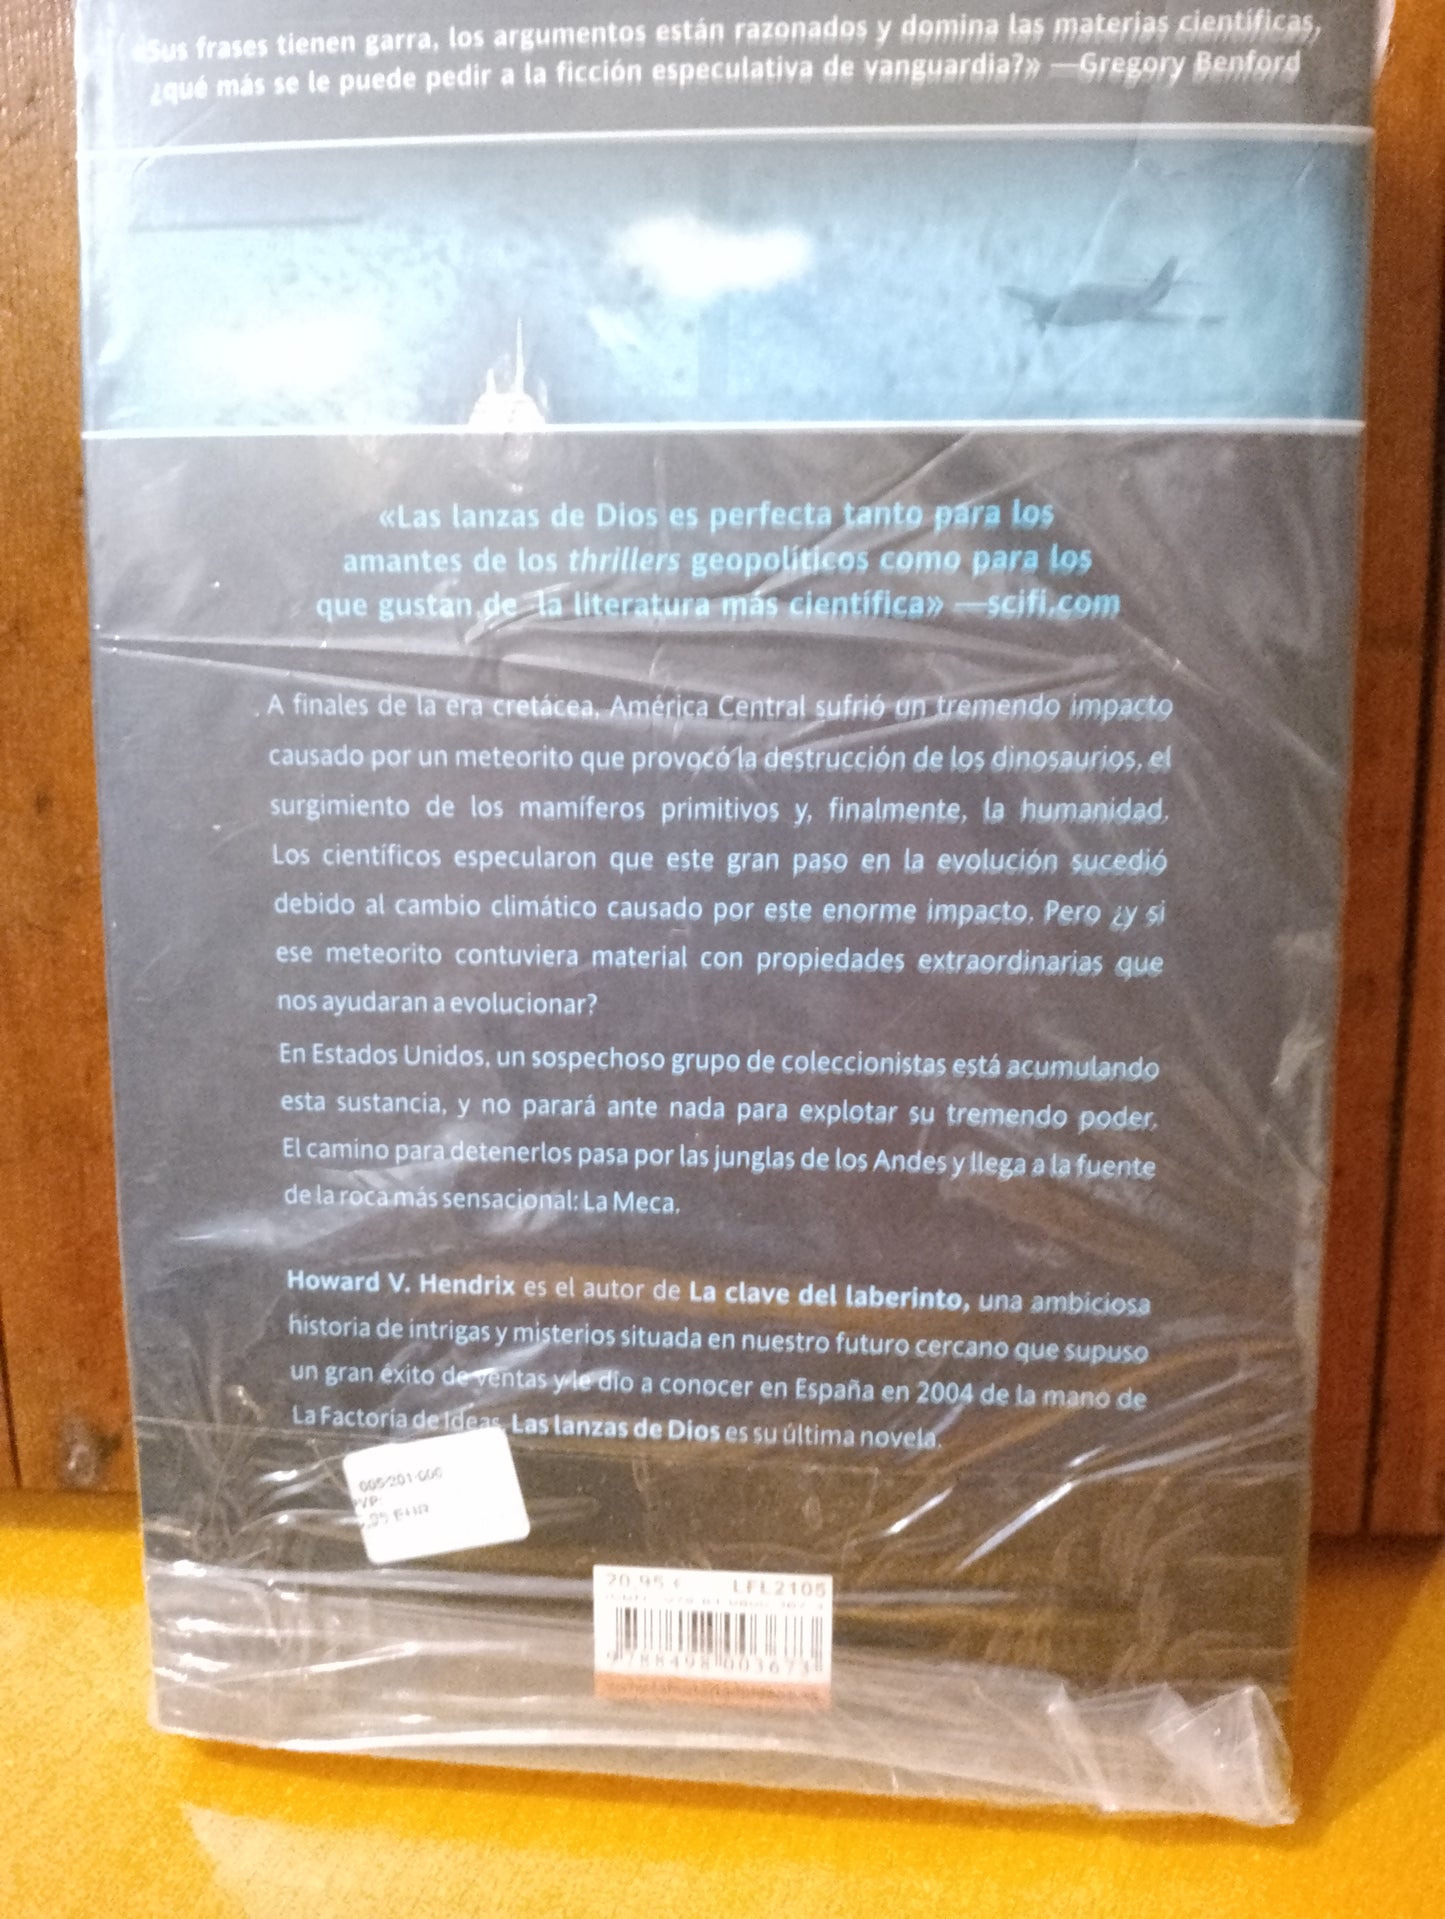 «Sus frases tienen garra, los argumentos están razonados y domina las materias científicas,
¿qué más se le puede pedir a la ficción especulativa de vanguardia?» —Gregory Benford
«Las lanzas de Dios es perfecta tanto para los
amantes de los thrillers geopolíticos como para los
que gustan de la literatura más científica» —scifi.com
A finales de la era cretácea, América Central sufrió un tremendo impacto
causado por un meteorito que provocó la destrucción de los dinosaurios, el
surgimiento de los mamíferos primitivos y, finalmente, la humanidad.
Los científicos especularon que este gran paso en la evolución sucedió
debido al cambio climático causado por este enorme impacto. Pero ¿y si
ese meteorito contuviera material con propiedades extraordinarias que
nos ayudaran a evolucionar?
En Estados Unidos, un sospechoso grupo de coleccionistas está acumulando
esta sustancia, y no parará ante nada para explotar su tremendo poder.
El camino para detenerlos pasa por las junglas de los Andes y llega a la fuente
de la roca más sensacional: La Meca.
Howard V. Hendrix es el autor de La clave del laberinto, una ambiciosa
historia de intrigas y misterios situada en nuestro futuro cercano que supuso
un gran éxito de ventas y le dio a conocer en España en 2004 de la mano de
La Factoría de Ideas. Las lanzas de Dios es su última novela.
005-201-000
PVP:
EUR
20,95 € LFL2105
9 788498 003673